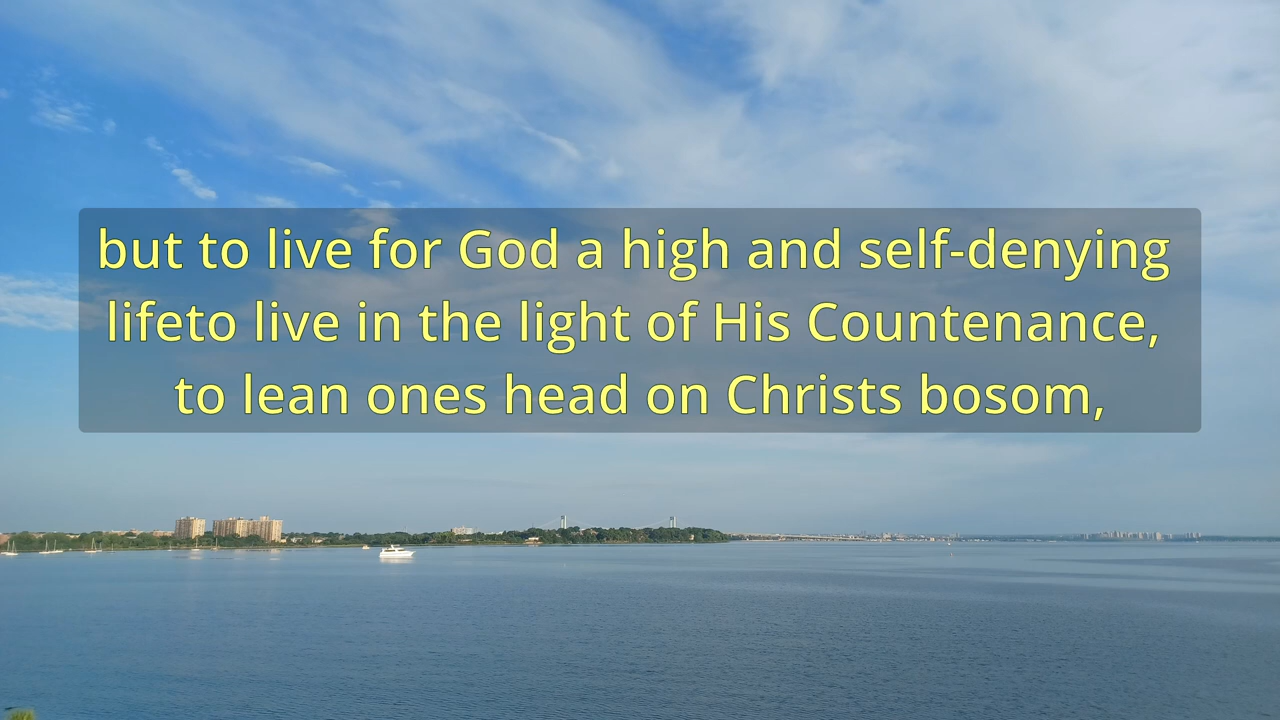 but to live for God a high and self-denying
lifeto live in the light of His Countenance,
to lean ones head on Christs bosom,